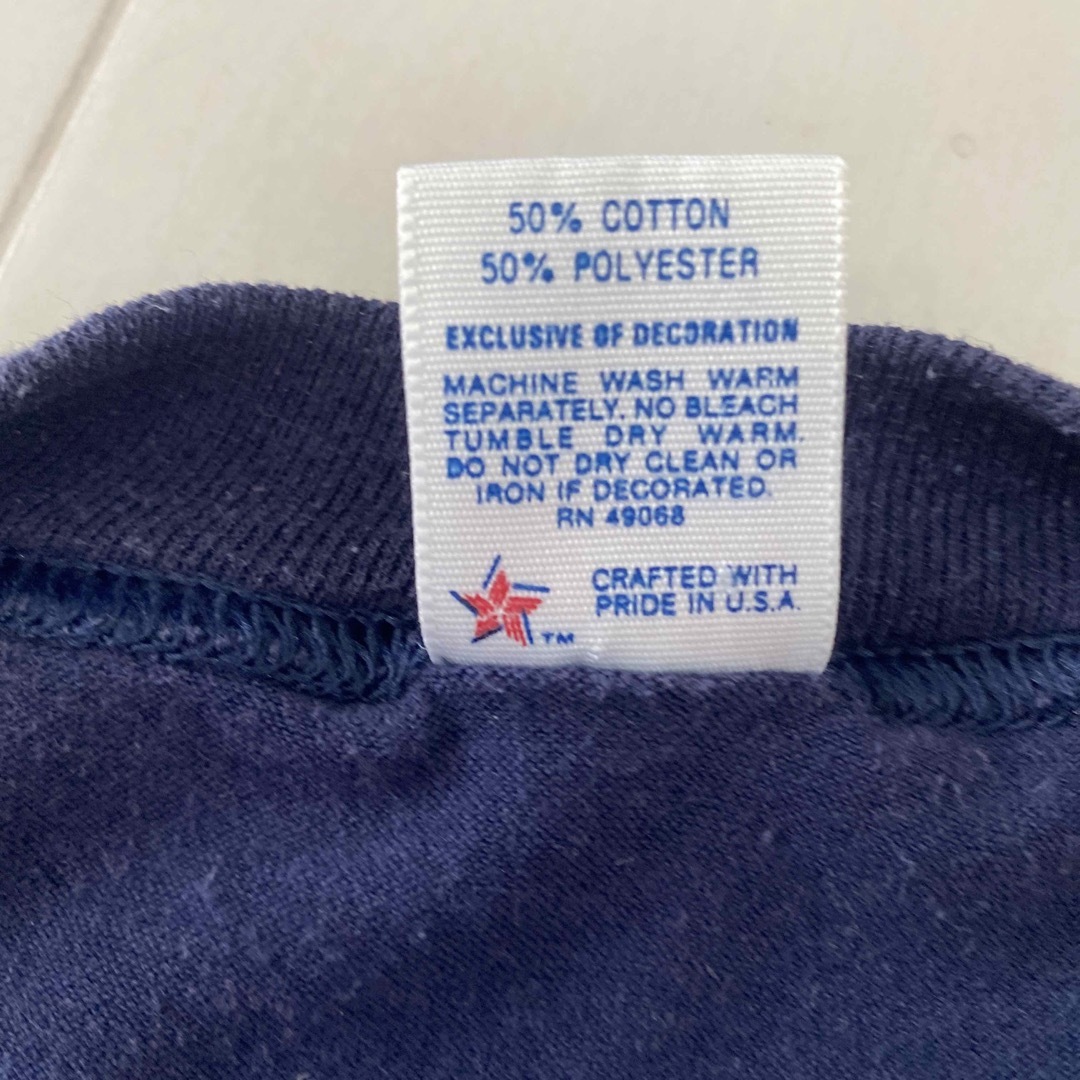 50% COTTON
50% POLYESTER
EXCLUSIVE OF DECORATION
MACHINE WASH WARM
SEPARATELY. NO BLEACH
TUMBLE DRY WARM.
DO NOT DRY CLEAN OR
IRON IF DECORATED.
RN 49068
CRAFTED WITH
PRIDE IN U.S.A.
TM